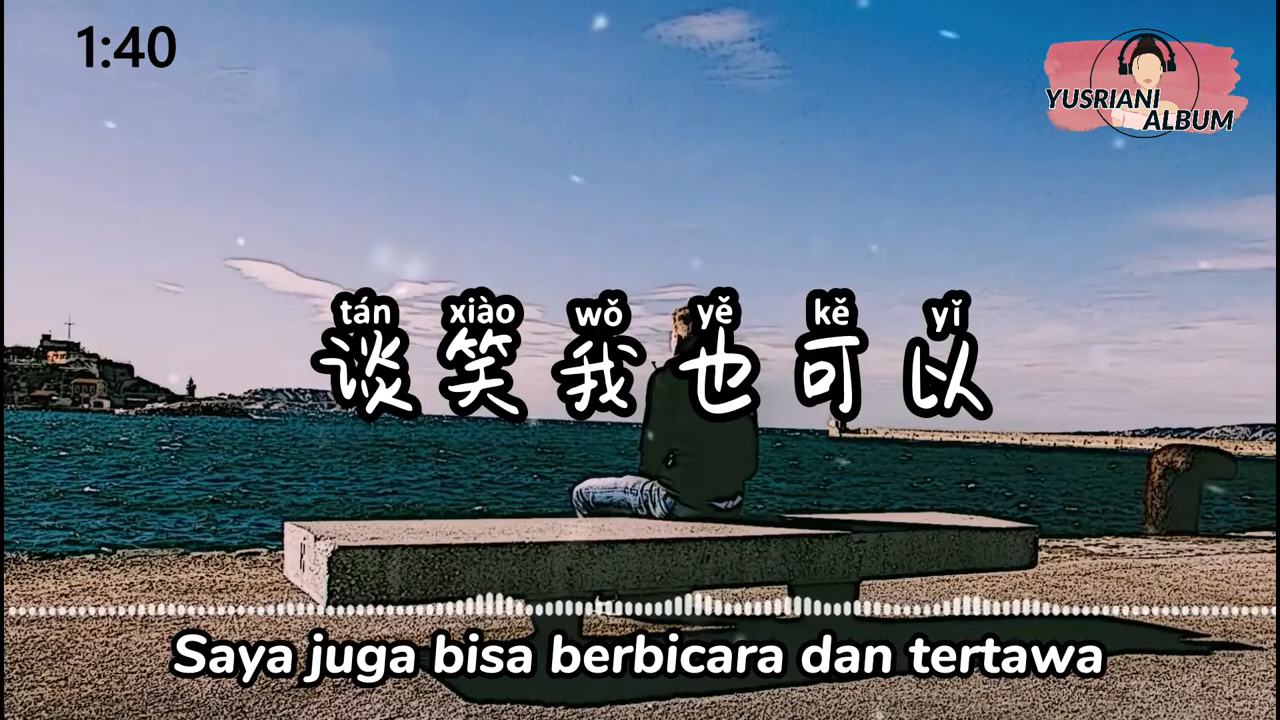 1:40
YUSRIANI
ALBUM
tán xiào wǒ yě kě yǐ
谈笑我也可以
Saya juga bisa berbicara dan tertawa